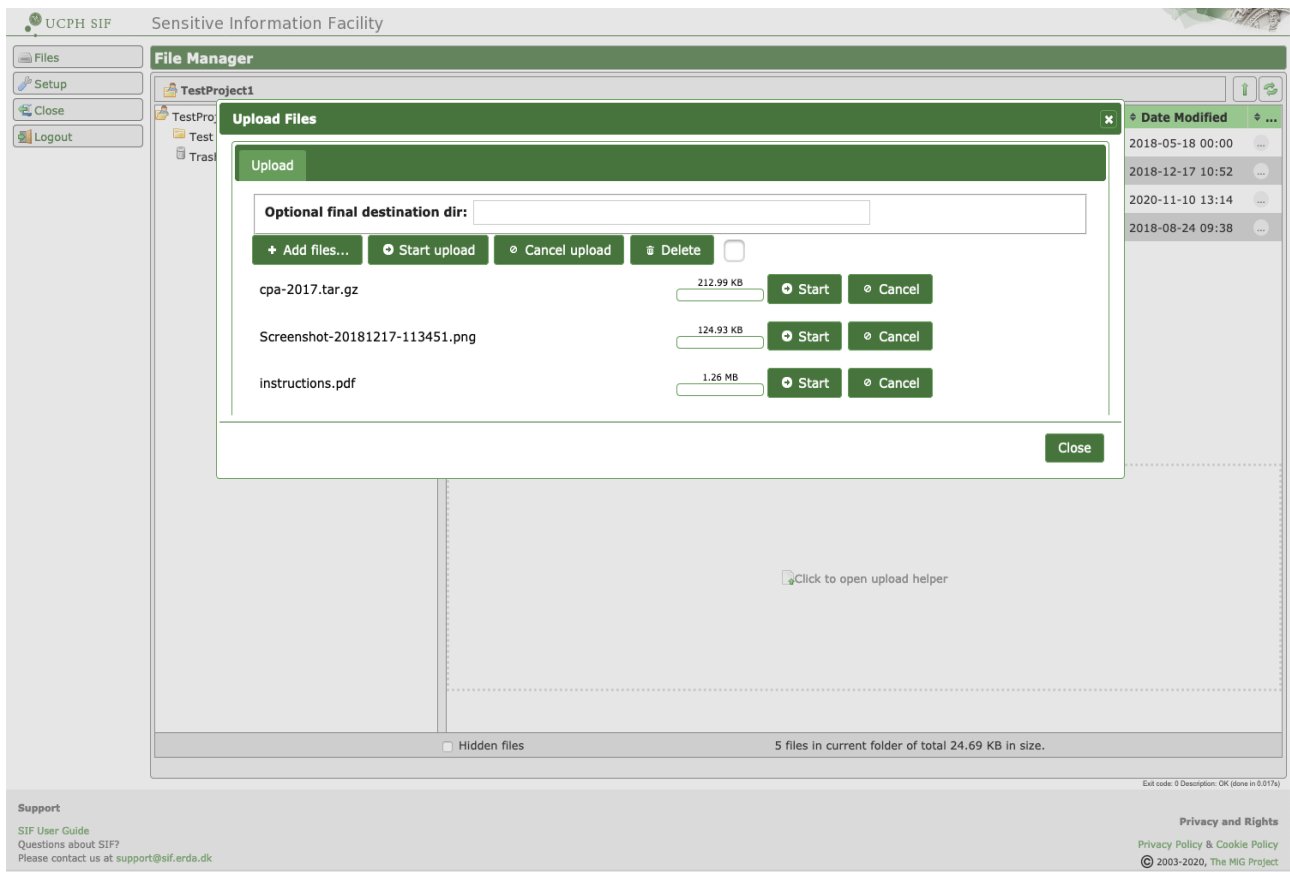 UCPH SIF
Sensitive Information Facility
Files
Setup
Close
Logout
File Manager
TestProject1
TestProj
Test
Trash
Date Modified
...
2018-05-18 00:00
...
2018-12-17 10:52
...
2020-11-10 13:14
...
2018-08-24 09:38
...
Upload Files
Upload
Optional final destination dir:
+ Add files...
Start upload
Cancel upload
Delete
cpa-2017.tar.gz
212.99 KB
Start
Cancel
Screenshot-20181217-113451.png
124.93 KB
Start
Cancel
instructions.pdf
1.26 MB
Start
Cancel
Close
Click to open upload helper
Hidden files
5 files in current folder of total 24.69 KB in size.
Exit code: 0 Description: OK (done in 0.017s)
Support
SIF User Guide
Questions about SIF?
Please contact us at support@sif.erda.dk
Privacy and Rights
Privacy Policy & Cookie Policy
© 2003-2020, The MiG Project